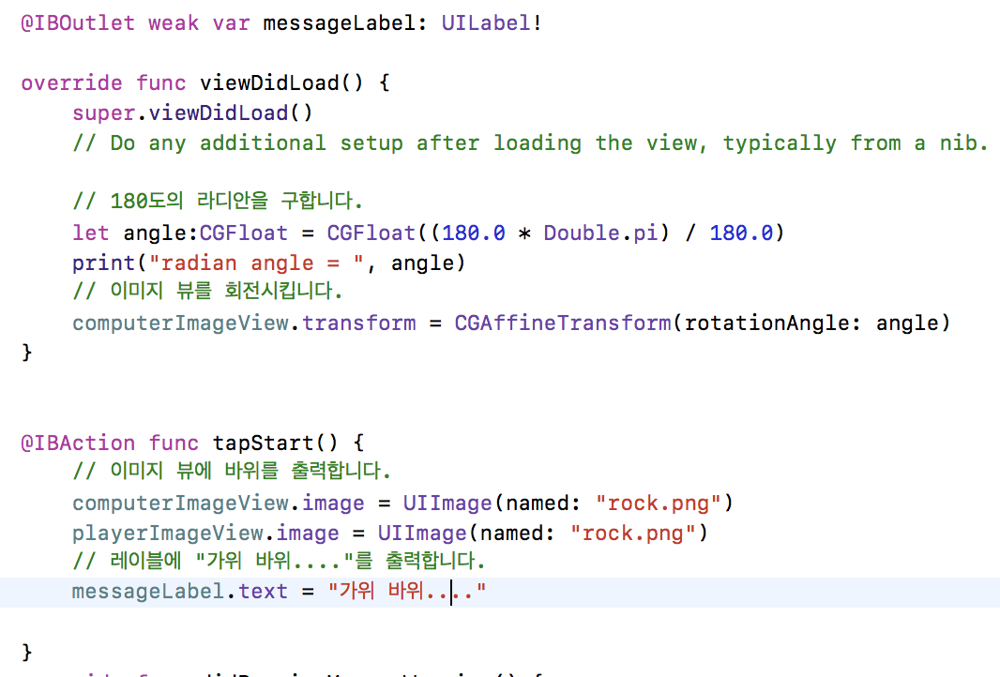 @IBOutlet weak var messageLabel: UILabel!
override func viewDidLoad() {
super.viewDidLoad()
// Do any additional setup after loading the view, typically from a nib.
// 180도의 라디안을 구합니다.
let angle:CGFloat = CGFloat((180.0 * Double.pi) / 180.0)
print("radian angle = ", angle)
// 이미지 뷰를 회전시킵니다.
computerImageView.transform = CGAffineTransform(rotationAngle: angle)
}
@IBAction func tapStart() {
// 이미지 뷰에 바위를 출력합니다.
computerImageView.image = UIImage(named: "rock.png")
playerImageView.image = UIImage(named: "rock.png")
// 레이블에 "가위 바위...."를 출력합니다.
messageLabel.text = "가위 바위...."
}